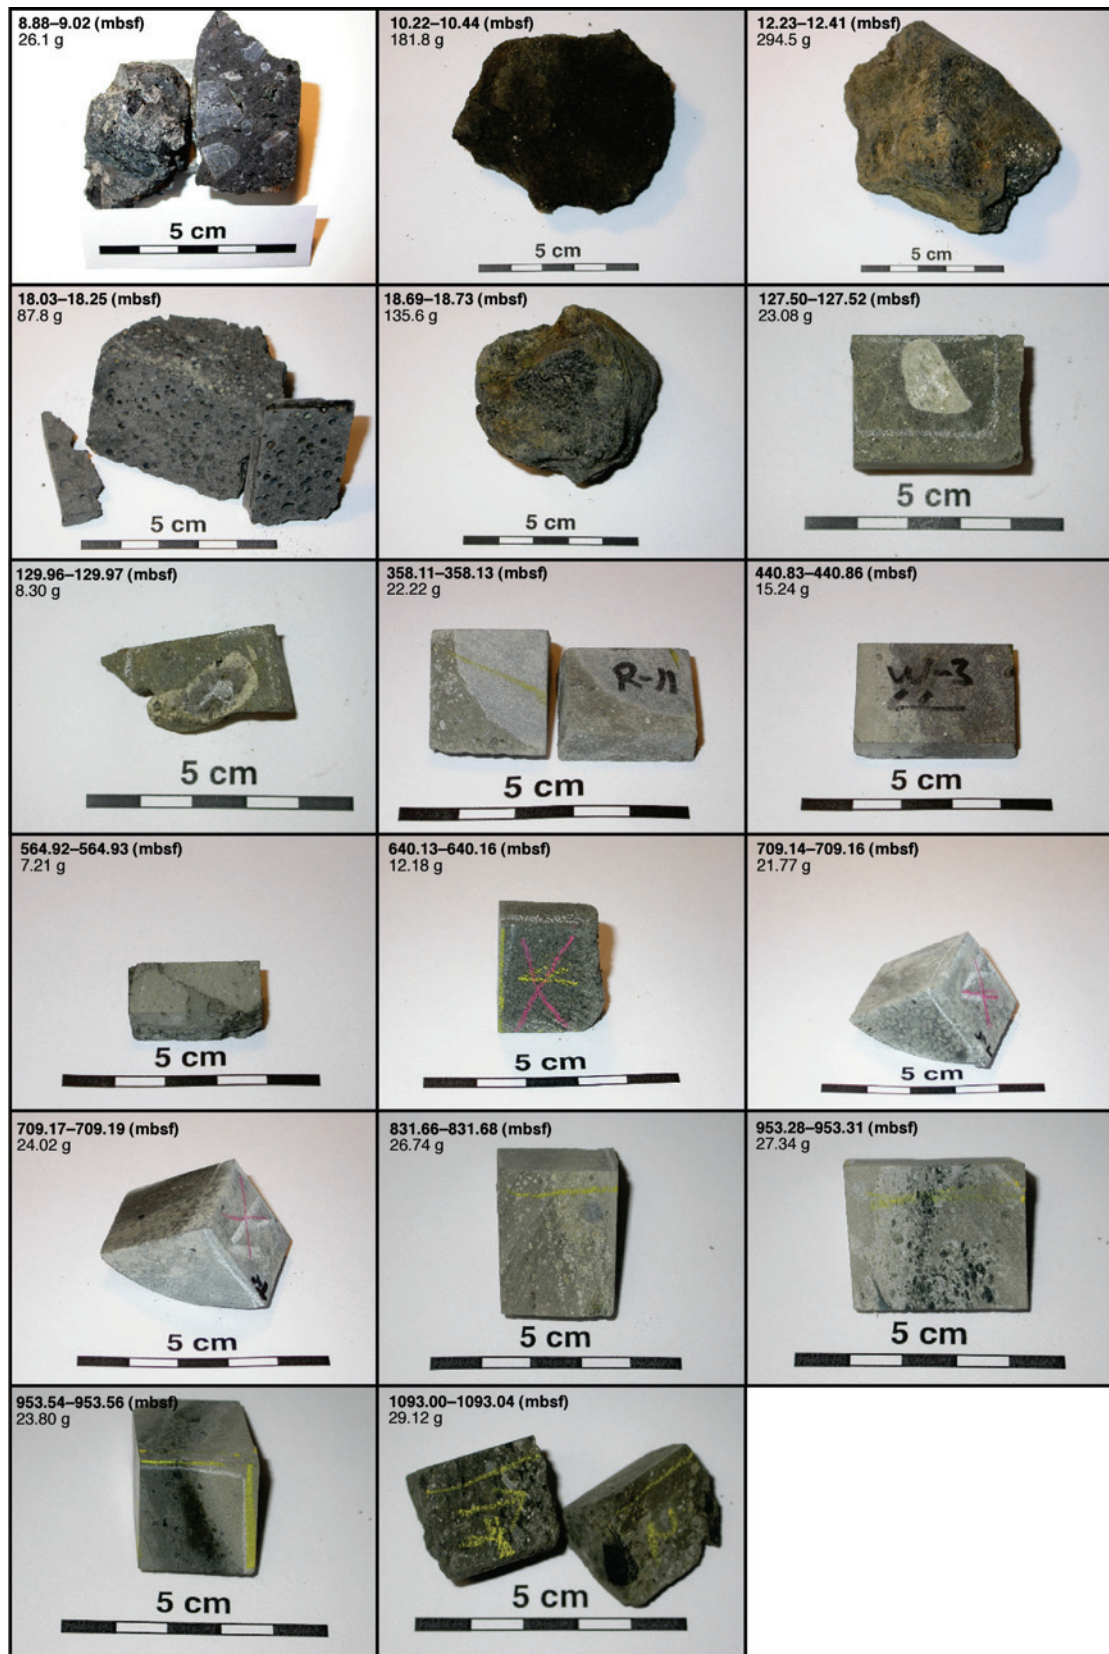 8.88–9.02 (mbsf)
26.1 g
5 cm
10.22–10.44 (mbsf)
181.8 g
5 cm
12.23–12.41 (mbsf)
294.5 g
5 cm
18.03–18.25 (mbsf)
87.8 g
5 cm
18.69–18.73 (mbsf)
135.6 g
5 cm
127.50–127.52 (mbsf)
23.08 g
5 cm
129.96–129.97 (mbsf)
8.30 g
5 cm
358.11–358.13 (mbsf)
22.22 g
R-11
5 cm
440.83–440.86 (mbsf)
15.24 g
W-3
5 cm
564.92–564.93 (mbsf)
7.21 g
5 cm
640.13–640.16 (mbsf)
12.18 g
5 cm
709.14–709.16 (mbsf)
21.77 g
5 cm
709.17–709.19 (mbsf)
24.02 g
5 cm
831.66–831.68 (mbsf)
26.74 g
5 cm
953.28–953.31 (mbsf)
27.34 g
5 cm
953.54–953.56 (mbsf)
23.80 g
5 cm
1093.00–1093.04 (mbsf)
29.12 g
5 cm